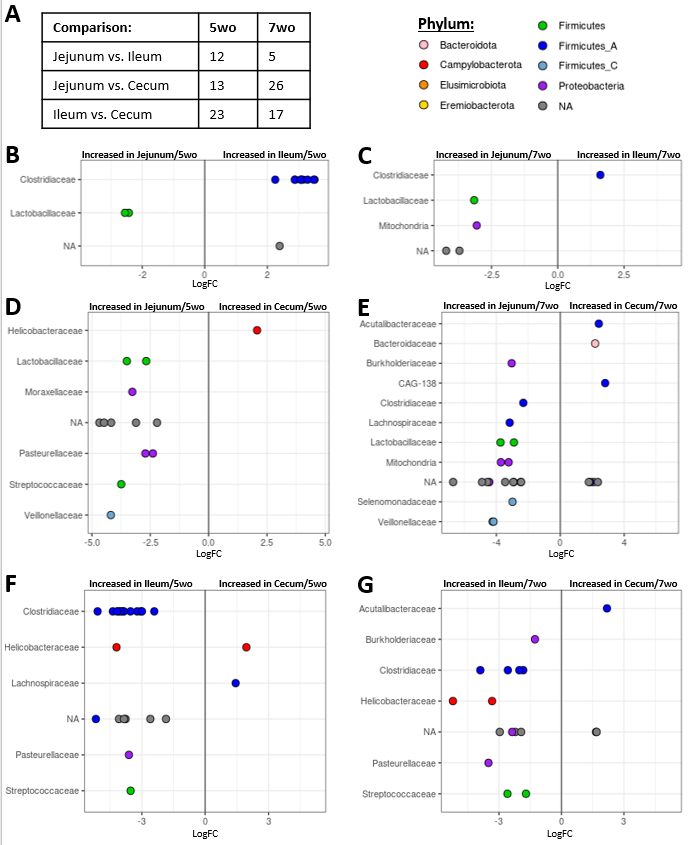 A
Comparison: 5wo 7wo
Jejunum vs. Ileum 12 5
Jejunum vs. Cecum 13 26
Ileum vs. Cecum 23 17
Phylum:
Bacteroidota
Campylobacterota
Elusimicrobiota
Eremiobacterota
Firmicutes
Firmicutes_A
Firmicutes_C
Proteobacteria
NA
B
Increased in Jejunum/5wo Increased in Ileum/5wo
Clostridiaceae
Lactobacillaceae
NA
-2 0 2
LogFC
C
Increased in Jejunum/7wo Increased in Ileum/7wo
Clostridiaceae
Lactobacillaceae
Mitochondria
NA
-2.5 0.0 2.5
LogFC
D
Increased in Jejunum/5wo Increased in Cecum/5wo
Helicobacteraceae
Lactobacillaceae
Moraxellaceae
NA
Pasteurellaceae
Streptococcaceae
Veillonellaceae
-5.0 -2.5 0.0 2.5 5.0
LogFC
E
Increased in Jejunum/7wo Increased in Cecum/7wo
Acutalibacteraceae
Bacteroidaceae
Burkholderiaceae
CAG-138
Clostridiaceae
Lachnospiraceae
Lactobacillaceae
Mitochondria
NA
Selenomonadaceae
Veillonellaceae
-4 0 4
LogFC
F
Increased in Ileum/5wo Increased in Cecum/5wo
Clostridiaceae
Helicobacteraceae
Lachnospiraceae
NA
Pasteurellaceae
Streptococcaceae
-3 0 3
LogFC
G
Increased in Ileum/7wo Increased in Cecum/7wo
Acutalibacteraceae
Burkholderiaceae
Clostridiaceae
Helicobacteraceae
NA
Pasteurellaceae
Streptococcaceae
-3 0 3
LogFC